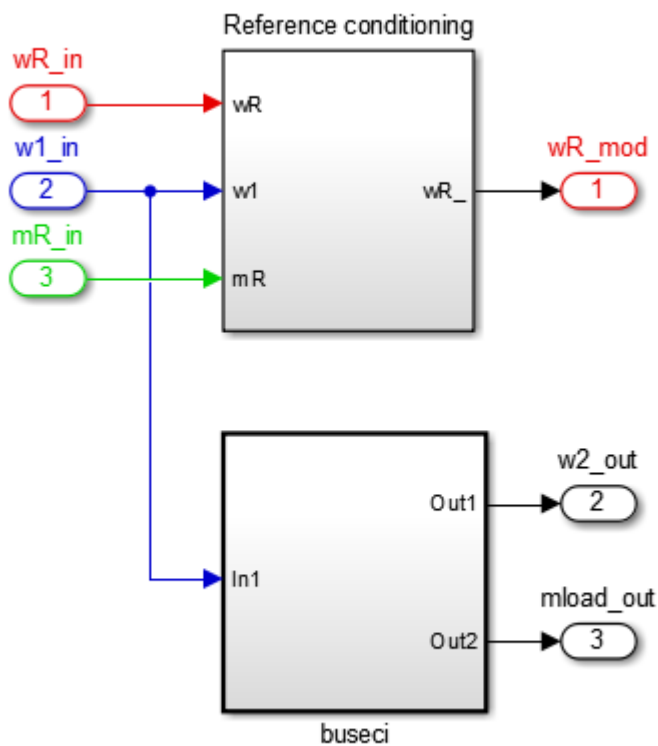 Reference conditioning
wR_in
1
wR
w1_in
2
w1
wR_
wR_mod
1
mR_in
3
mR
w2_out
Out1
2
In1
mload_out
Out2
3
buseci